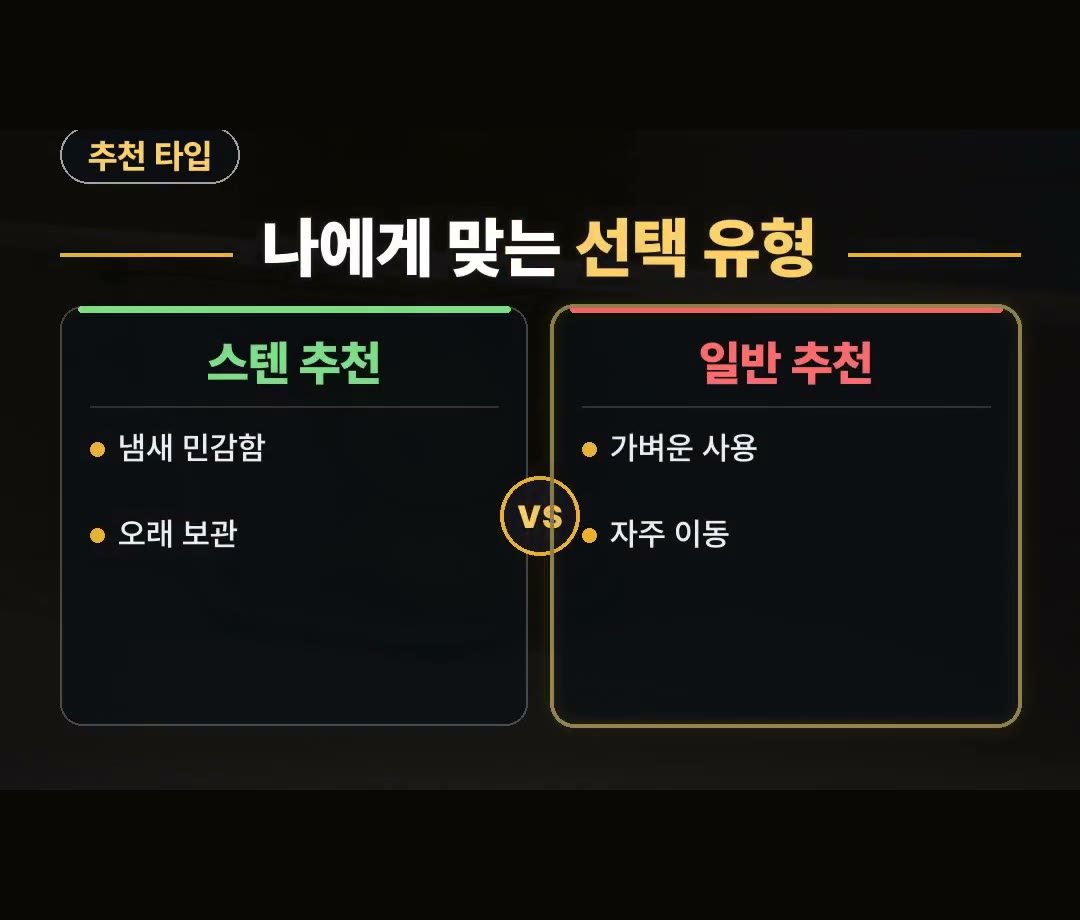 추천 타입
나에게 맞는 선택 유형
스텐 추천
냄새 민감함
오래 보관
VS
일반 추천
가벼운 사용
자주 이동